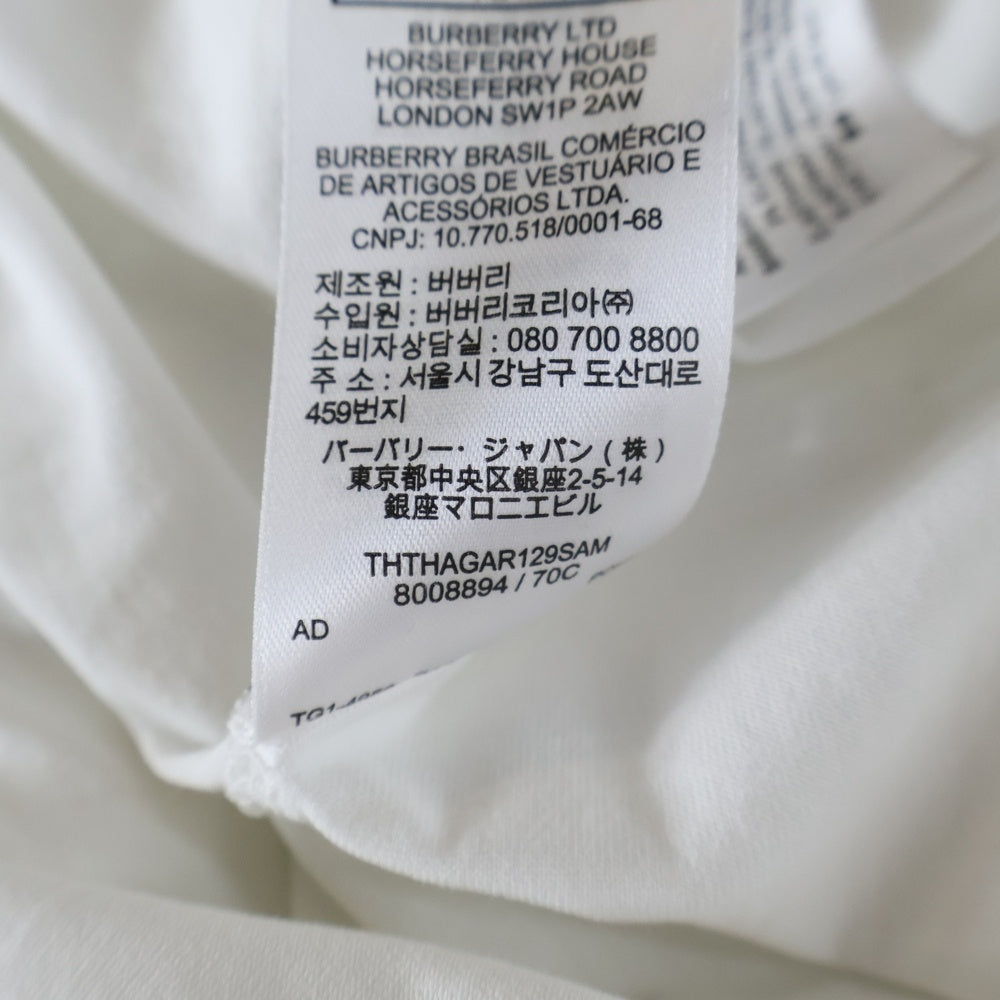 BURBERRY LTD
HORSEFERRY HOUSE
HORSEFERRY ROAD
LONDON SW1P 2AW
BURBERRY BRASIL COMÉRCIO
DE ARTIGOS DE VESTUÁRIO E
ACESSÓRIOS LTDA.
CNPJ: 10.770.518/0001-68
제조원 : 버버리
수입원 : 버버리코리아㈜
소비자상담실 : 080 700 8800
주 소 : 서울시 강남구 도산대로
459번지
バーバリー・ジャパン ( 株 )
東京都中央区銀座2-5-14
銀座マロニエビル
THTHAGAR129SAM
8008894 / 70C
AD